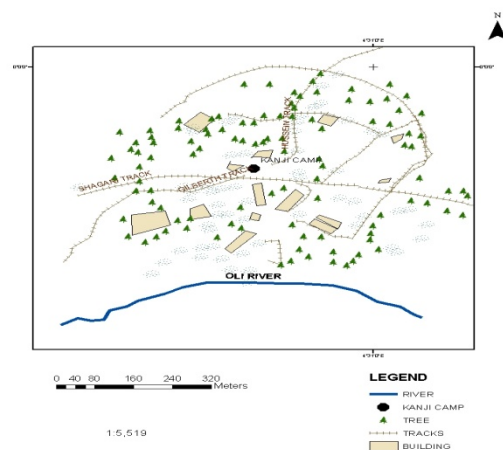 N
HUSSEIN TRACK
KANJI CAMP
SHAGARI TRACK
GILBERTH TRACK
OLI RIVER
0 20 40 80 160 240 320
Meters
1:5,519
LEGEND
RIVER
KANJI CAMP
TREE
TRACKS
BUILDING